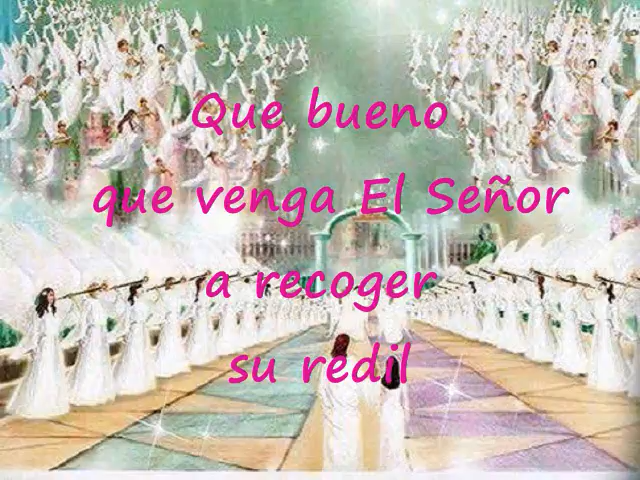 Que bueno
que venga El Señor
a recoger
su redil